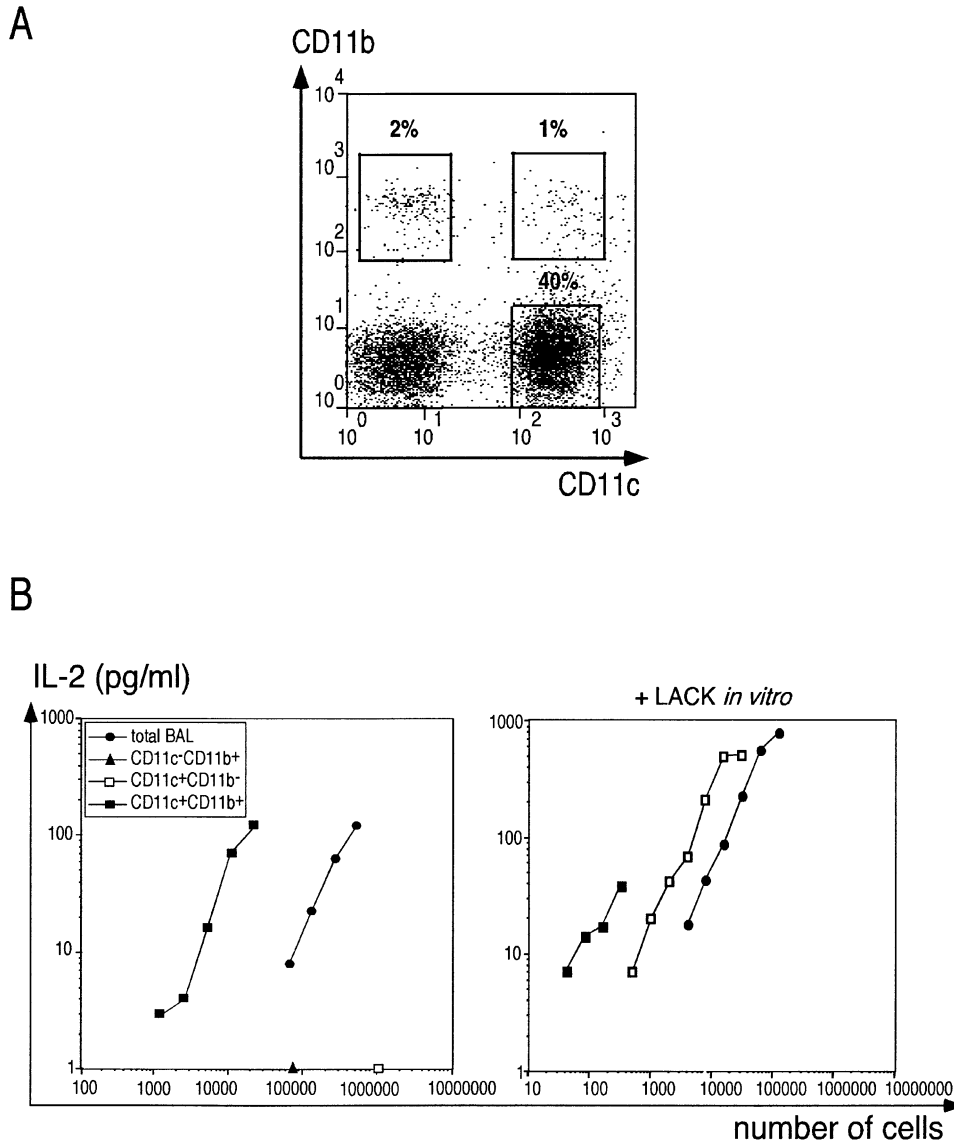 A
CD11b
10^4
2%
1%
10^3
10^2
40%
10^1
10^0
10^0 10^1 10^2 10^3
CD11c
B
IL-2 (pg/ml)
+ LACK in vitro
1000
total BAL
CD11c-CD11b+
CD11c+CD11b-
CD11c+CD11b+
100
10
1
100 1000 10000 100000 1000000 10000000
1000
100
10
1
10 100 1000 10000 100000 1000000 10000000
number of cells